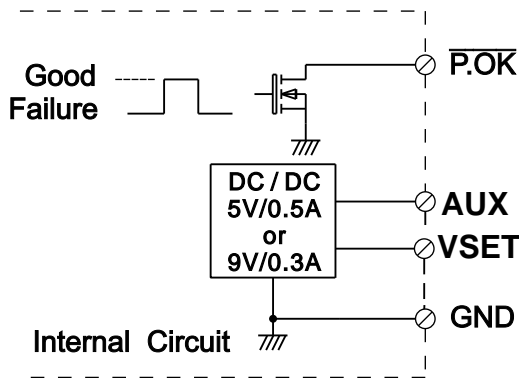 Good
Failure
P.OK
DC / DC
5V/0.5A
or
9V/0.3A
AUX
VSET
GND
Internal Circuit